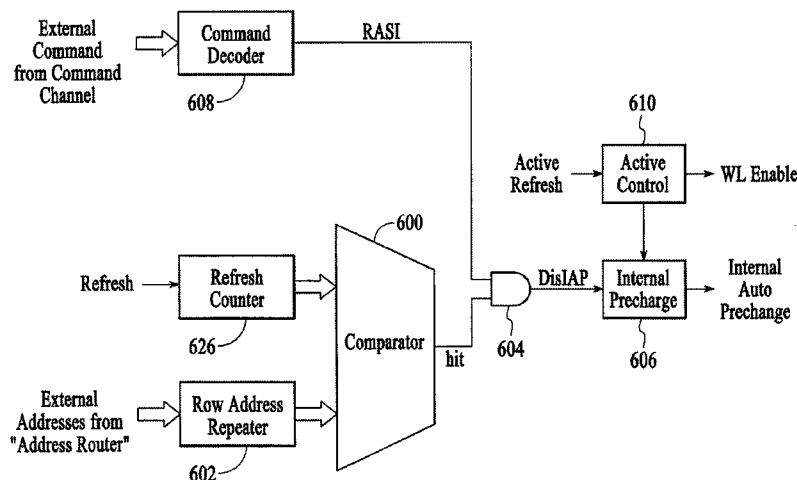 External
Command
from Command
Channel
Command
Decoder
608
RASI
610
Active
Refresh
Active
Control
WL Enable
600
Refresh
Refresh
Counter
626
Comparator
hit
604
DisIAP
Internal
Precharge
606
Internal
Auto
Prechange
External
Addresses from
"Address Router"
Row Address
Repeater
602